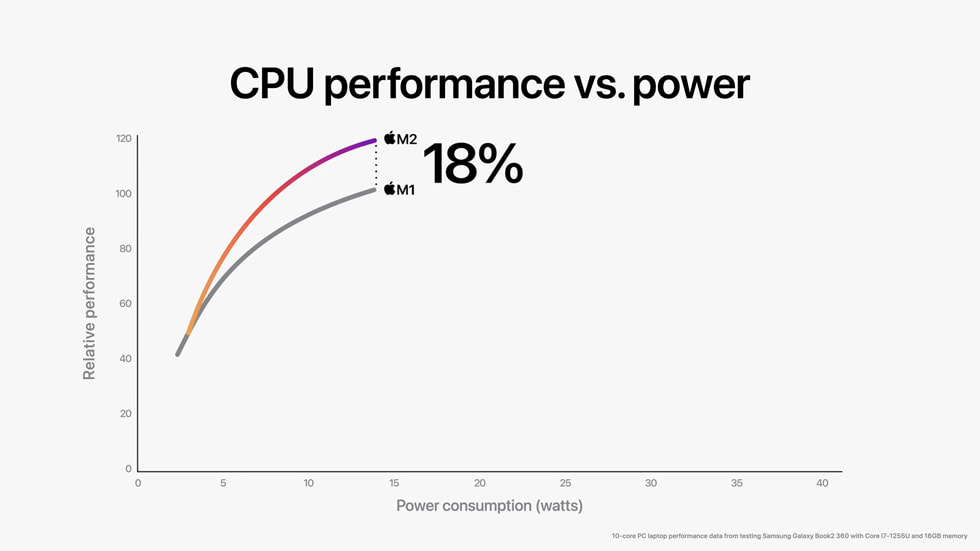 CPU performance vs. power
120
M2
18%
M1
100
80
60
40
20
0
Relative performance
0 5 10 15 20 25 30 35 40
Power consumption (watts)
10-core PC laptop performance data from testing Samsung Galaxy Book2 360 with Core i7-1255U and 16GB memory